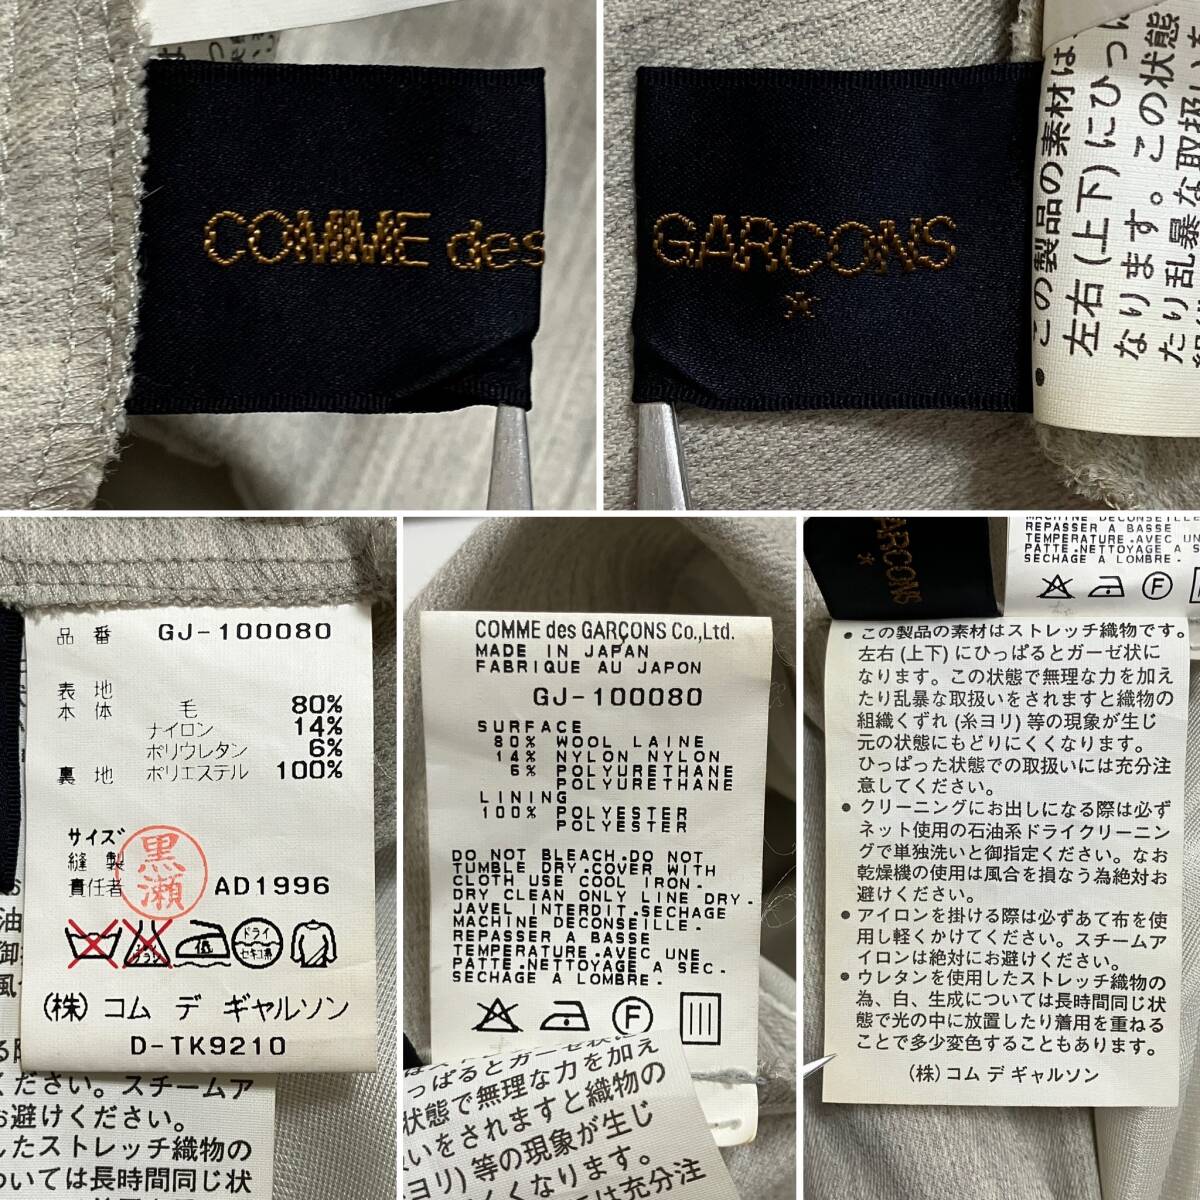 COMME des
GARCONS
この製品の素材は
左右(上下)にひっぱ
なります。この状態
たり乱暴な取扱いを
品番 GJ-100080
表地
本体 毛 80%
ナイロン 14%
ポリウレタン 6%
裏地 ポリエステル 100%
サイズ
縫製
責任者 黒瀬 AD1996
ドライ
セキユ系
(株)コム デ ギャルソン
D-TK9210
ください。スチームア
お避けください。
したストレッチ織物の
ついては長時間同じ状
COMME des GARÇONS Co.,Ltd.
MADE IN JAPAN
FABRIQUE AU JAPON
GJ-100080
SURFACE
80% WOOL LAINE
14% NYLON NYLON
6% POLYURETHANE
POLYURETHANE
LINING
100% POLYESTER
POLYESTER
DO NOT BLEACH.DO NOT
TUMBLE DRY.COVER WITH
CLOTH USE COOL IRON.
DRY CLEAN ONLY LINE DRY.
JAVEL INTERDIT.SECHAGE
MACHINE DECONSEILLE.
REPASSER A BASSE
TEMPERATURE.AVEC UNE
PATTE.NETTOYAGE A SEC.
SECHAGE A LOMBRE.
F
っぱるとガーゼ状に
状態で無理な力を加え
いをされますと織物の
ヨリ)等の現象が生じ
くくなります。
は充分注
GARCONS
MACHINE DECONSEILLE
REPASSER A BASSE
TEMPERATURE.AVEC UN
PATTE.NETTOYAGE A S
SECHAGE A LOMBRE.
F
● この製品の素材はストレッチ織物です。
左右(上下)にひっぱるとガーゼ状に
なります。この状態で無理な力を加え
たり乱暴な取扱いをされますと織物の
組織くずれ(糸ヨリ)等の現象が生じ
元の状態にもどりにくくなります。
ひっぱった状態での取扱いには充分注
意してください。
● クリーニングにお出しになる際は必ず
ネット使用の石油系ドライクリーニン
グで単独洗いと御指定ください。なお
乾燥機の使用は風合を損なう為絶対お
避けください。
● アイロンを掛ける際は必ずあて布を使
用し軽くかけてください。スチームア
イロンは絶対にお避けください。
● ウレタンを使用したストレッチ織物の
為、白、生成については長時間同じ状
態で光の中に放置したり着用を重ねる
ことで多少変色することもあります。
(株)コム デ ギャルソン